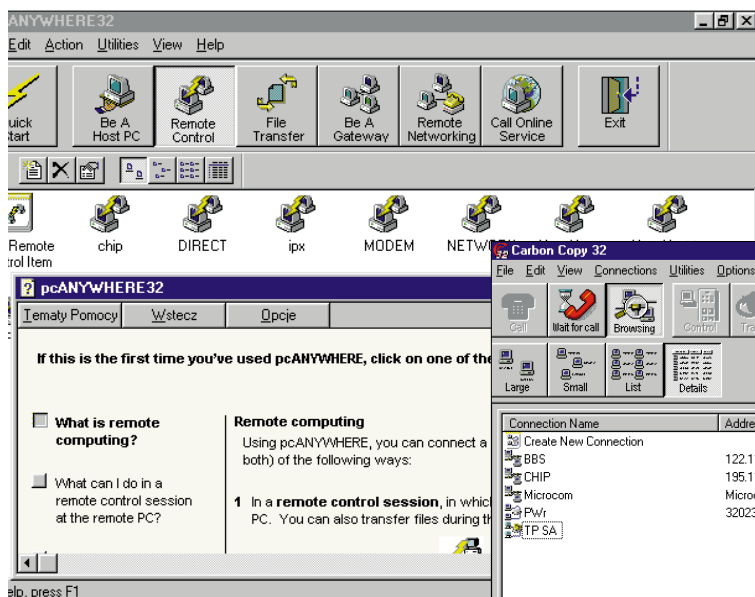 ANYWHERE32
Edit Action Utilities View Help
Quick Start
Be A Host PC
Remote Control
File Transfer
Be A Gateway
Remote Networking
Call Online Service
Exit
Remote
chip
DIRECT
ipx
MODEM
NETW
trol Item
Carbon Copy 32
File Edit View Connections Utilities Options
Call
Wait for call
Browsing
Control
Tra
Large
Small
List
Details
Connection Name
Addre
Create New Connection
BBS 122.1
CHIP 195.1
Microcom Micro
PWr 32023
TP SA
pcANYWHERE32
Tematy Pomocy Wstecz Opcje
If this is the first time you've used pcANYWHERE, click on one of the
What is remote
computing?
What can I do in a
remote control session
at the remote PC?
Remote computing
Using pcANYWHERE, you can connect a
both) of the following ways:
1 In a remote control session, in whic
PC. You can also transfer files during th
elp, press F1